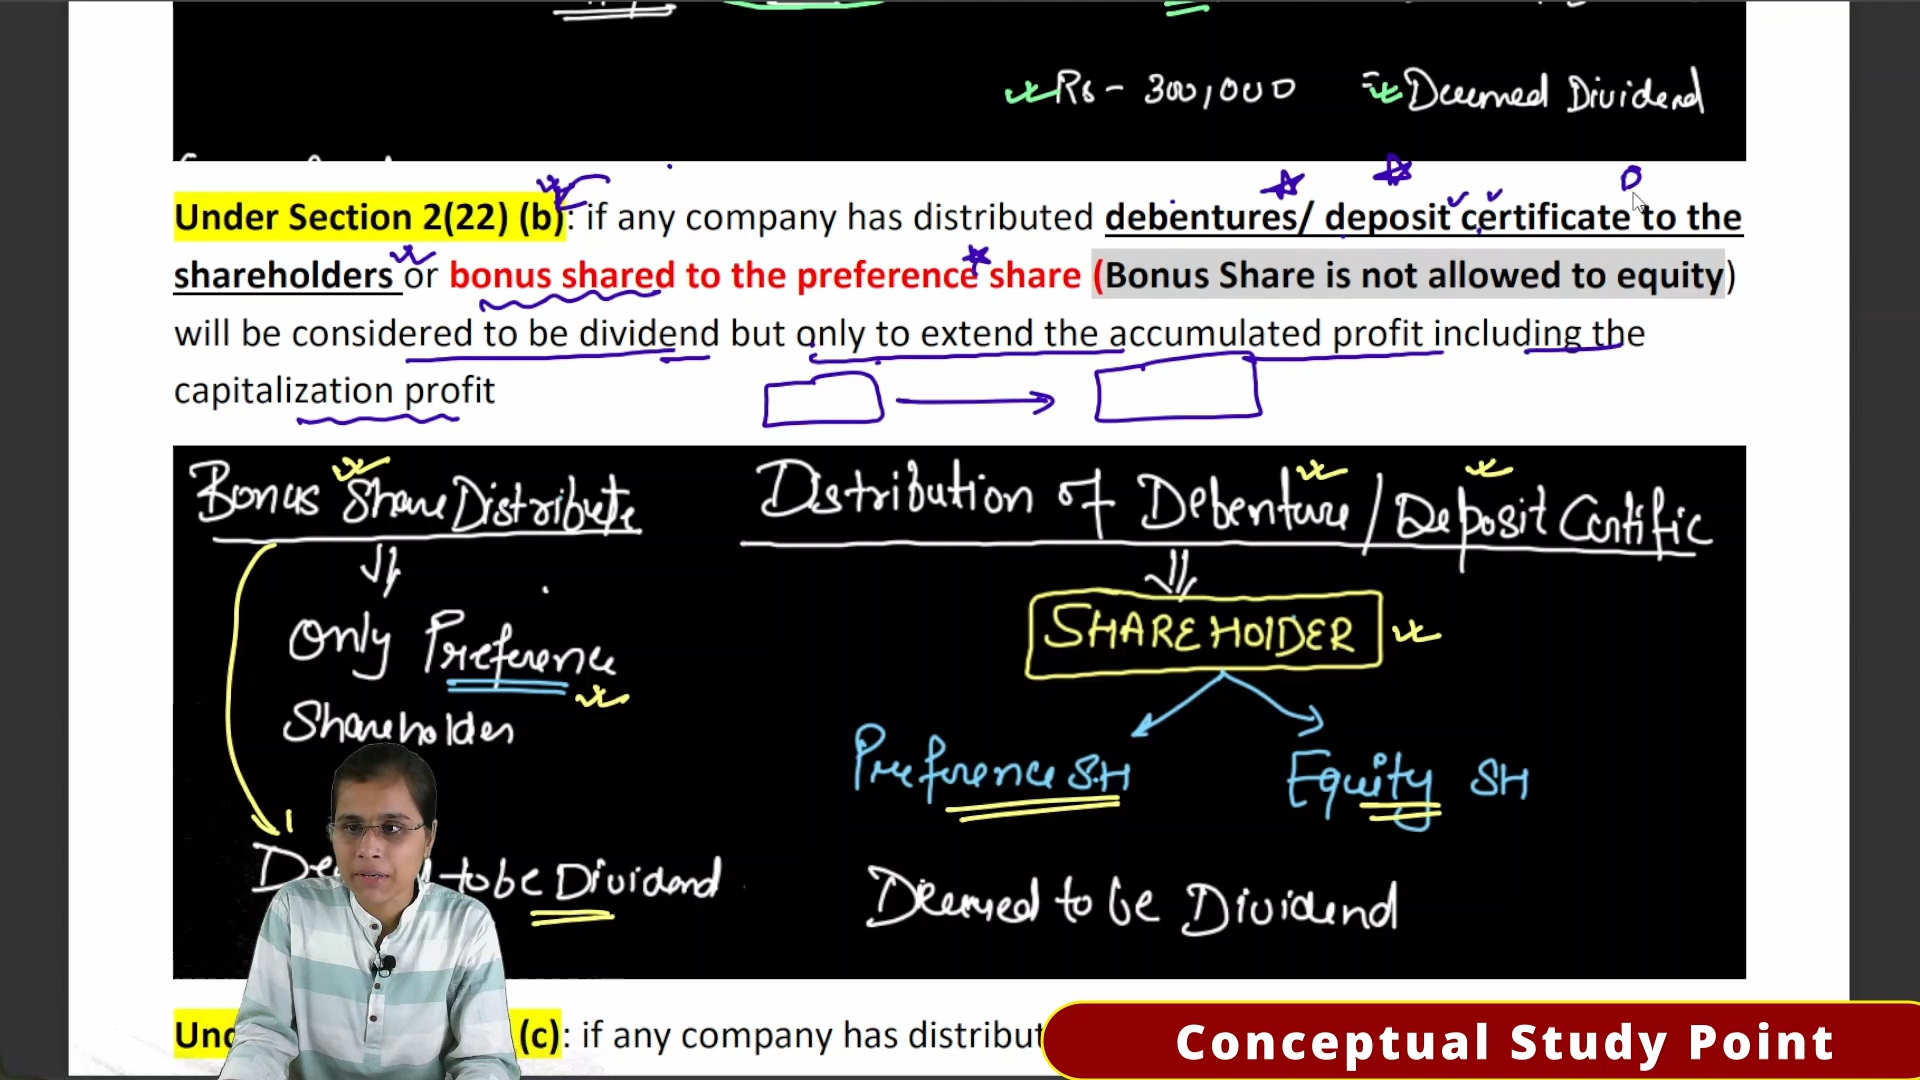 Rs - 300,000 = Deemed Dividend
Under Section 2(22) (b): if any company has distributed debentures/ deposit certificate to the
shareholders or bonus shared to the preference share (Bonus Share is not allowed to equity)
will be considered to be dividend but only to extend the accumulated profit including the
capitalization profit
Bonus Share Distribute
Only Preference
Shareholder
to be Dividend
Distribution of Debenture / Deposit Certific
SHAREHOLDER
Preference SH Equity SH
Deemed to be Dividend
(c): if any company has distribut
Conceptual Study Point